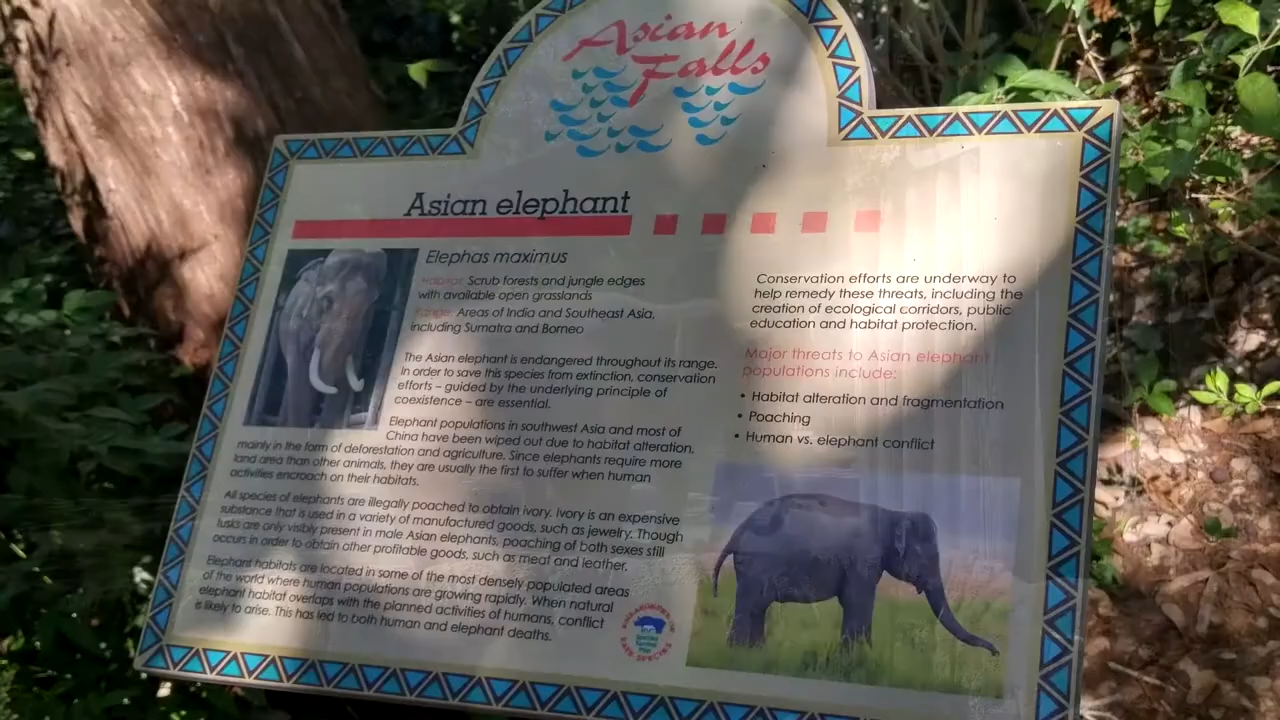 Asian
Falls
Asian elephant
Elephas maximus
Habitat: Scrub forests and jungle edges
with available open grasslands
Range: Areas of India and Southeast Asia,
including Sumatra and Borneo
The Asian elephant is endangered throughout its range.
In order to save this species from extinction, conservation
efforts – guided by the underlying principle of
coexistence – are essential.
Elephant populations in southwest Asia and most of
China have been wiped out due to habitat alteration,
mainly in the form of deforestation and agriculture. Since elephants require more
land area than other animals, they are usually the first to suffer when human
activities encroach on their habitats.
All species of elephants are illegally poached to obtain ivory. Ivory is an expensive
substance that is used in a variety of manufactured goods, such as jewelry. Though
tusks are only visibly present in male Asian elephants, poaching of both sexes still
occurs in order to obtain other profitable goods, such as meat and leather.
Elephant habitats are located in some of the most densely populated areas
of the world where human populations are growing rapidly. When natural
elephant habitat overlaps with the planned activities of humans, conflict
is likely to arise. This has led to both human and elephant deaths.
Conservation efforts are underway to
help remedy these threats, including the
creation of ecological corridors, public
education and habitat protection.
Major threats to Asian elephant
populations include:
• Habitat alteration and fragmentation
• Poaching
• Human vs. elephant conflict
Species
Survival
Plan
RARE SPECIES